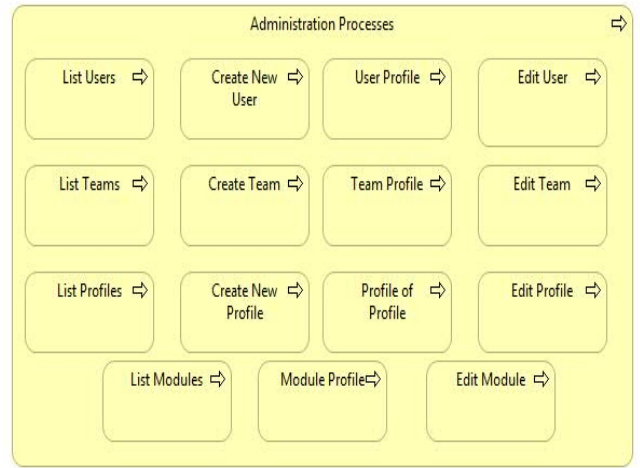 Administration Processes
List Users
Create New
User
User Profile
Edit User
List Teams
Create Team
Team Profile
Edit Team
List Profiles
Create New
Profile
Profile of
Profile
Edit Profile
List Modules
Module Profile
Edit Module